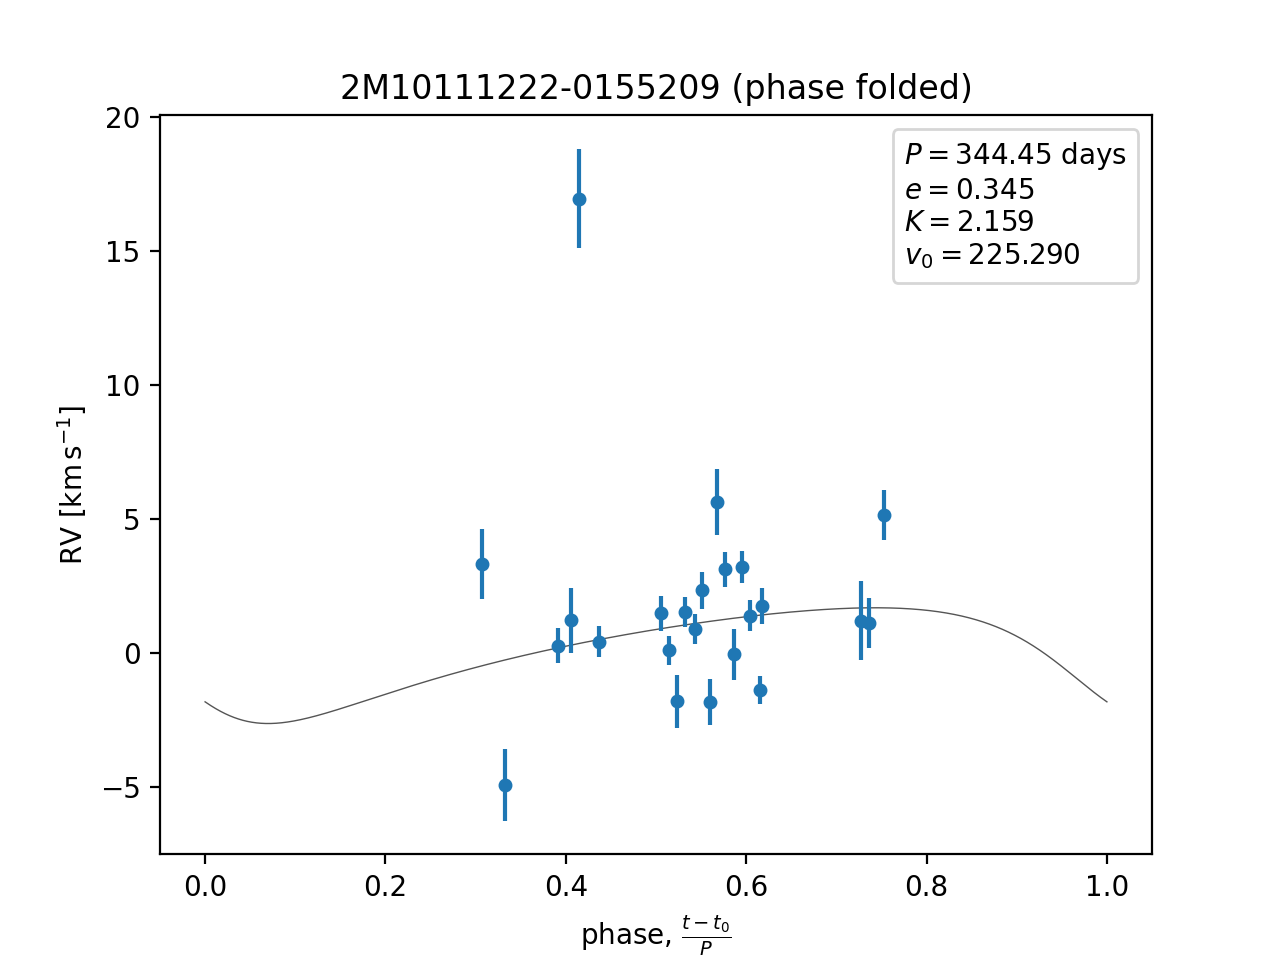 2M10111222-0155209 (phase folded)
P = 344.45 days
e = 0.345
K = 2.159
v₀ = 225.290
20
15
10
5
0
−5
RV [km s⁻¹]
0.0 0.2 0.4 0.6 0.8 1.0
phase, (t − t₀)/P